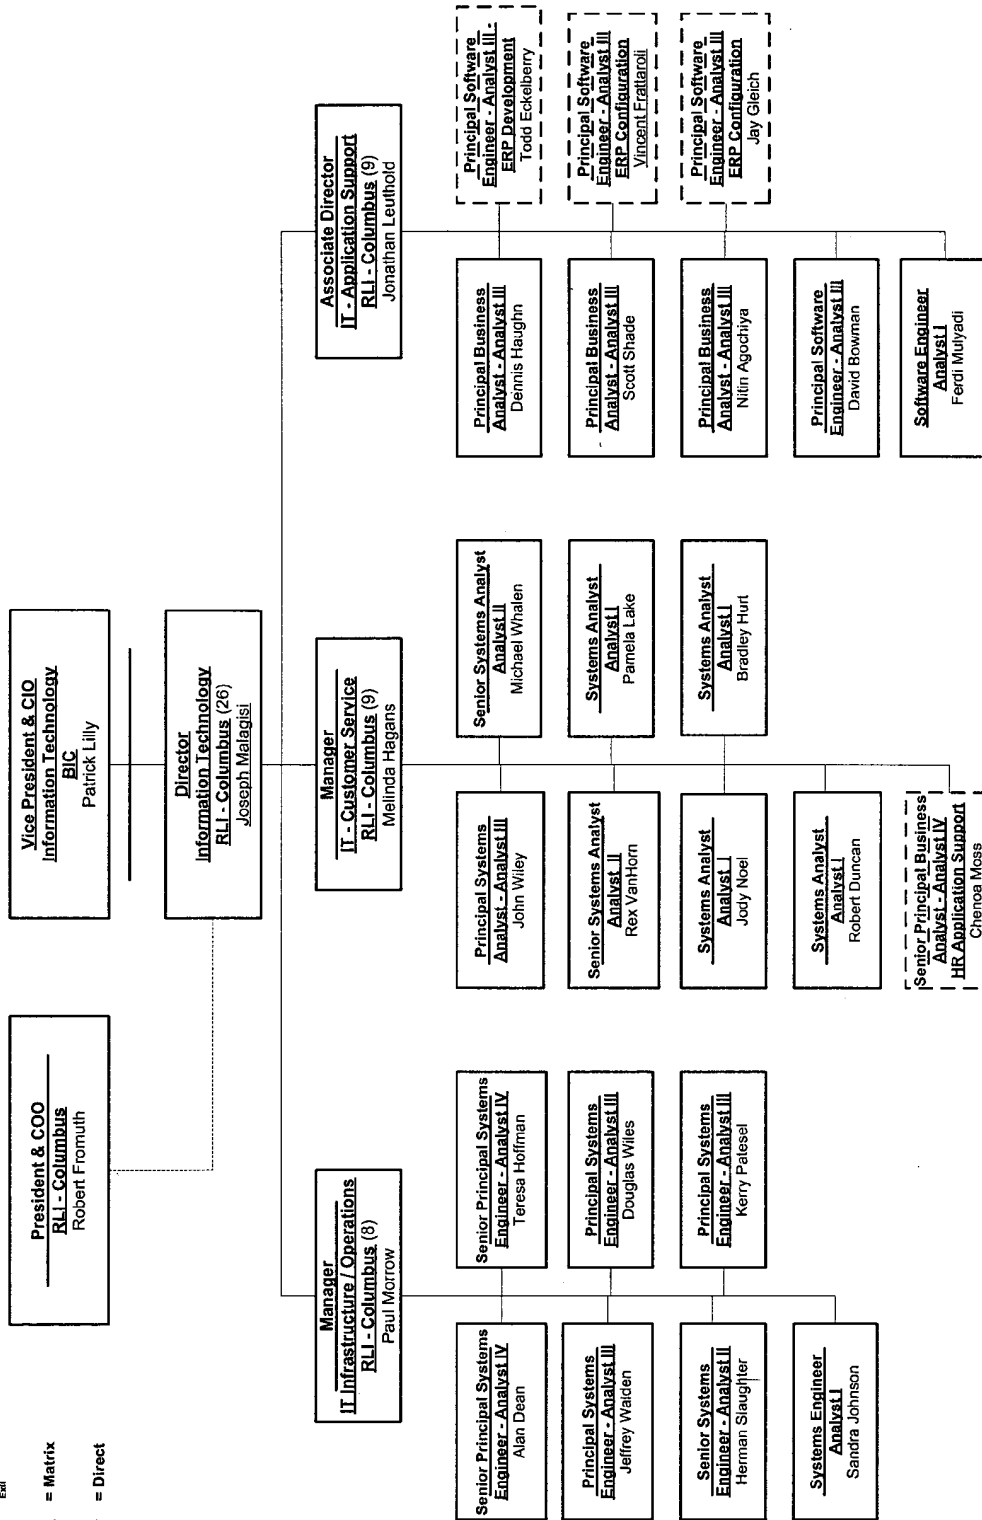 Exit
= Matrix
= Direct
President & COO
RLI - Columbus
Robert Fromuth
Vice President & CIO
Information Technology
BIC
Patrick Lilly
Director
Information Technology
RLI - Columbus (26)
Joseph Malagisi
Manager
IT Infrastructure / Operations
RLI - Columbus (8)
Paul Morrow
Senior Principal Systems
Engineer - Analyst IV
Alan Dean
Senior Principal Systems
Engineer - Analyst IV
Teresa Hoffman
Principal Systems
Engineer - Analyst III
Jeffrey Walden
Principal Systems
Engineer - Analyst III
Douglas Wiles
Senior Systems
Engineer - Analyst II
Herman Slaughter
Principal Systems
Engineer - Analyst III
Kerry Patesel
Systems Engineer
Analyst I
Sandra Johnson
Manager
IT - Customer Service
RLI - Columbus (9)
Melinda Hagans
Principal Systems
Analyst - Analyst III
John Wiley
Senior Systems Analyst
Analyst II
Michael Whalen
Senior Systems Analyst
Analyst II
Rex VanHorn
Systems Analyst
Analyst I
Pamela Lake
Systems Analyst
Analyst I
Jody Noel
Systems Analyst
Analyst I
Bradley Hurt
Systems Analyst
Analyst I
Robert Duncan
Senior Principal Business
Analyst - Analyst IV
HR Application Support
Chenoa Moss
Associate Director
IT - Application Support
RLI - Columbus (9)
Jonathan Leuthold
Principal Business
Analyst - Analyst III
Dennis Haughn
Principal Software
Engineer - Analyst III -
ERP Development
Todd Eckelberry
Principal Business
Analyst - Analyst III
Scott Shade
Principal Software
Engineer - Analyst III
ERP Configuration
Vincent Frattaroli
Principal Business
Analyst - Analyst III
Nitin Agochiya
Principal Software
Engineer - Analyst III
ERP Configuration
Jay Gleich
Principal Software
Engineer - Analyst III
David Bowman
Software Engineer
Analyst I
Ferdi Mulyadi